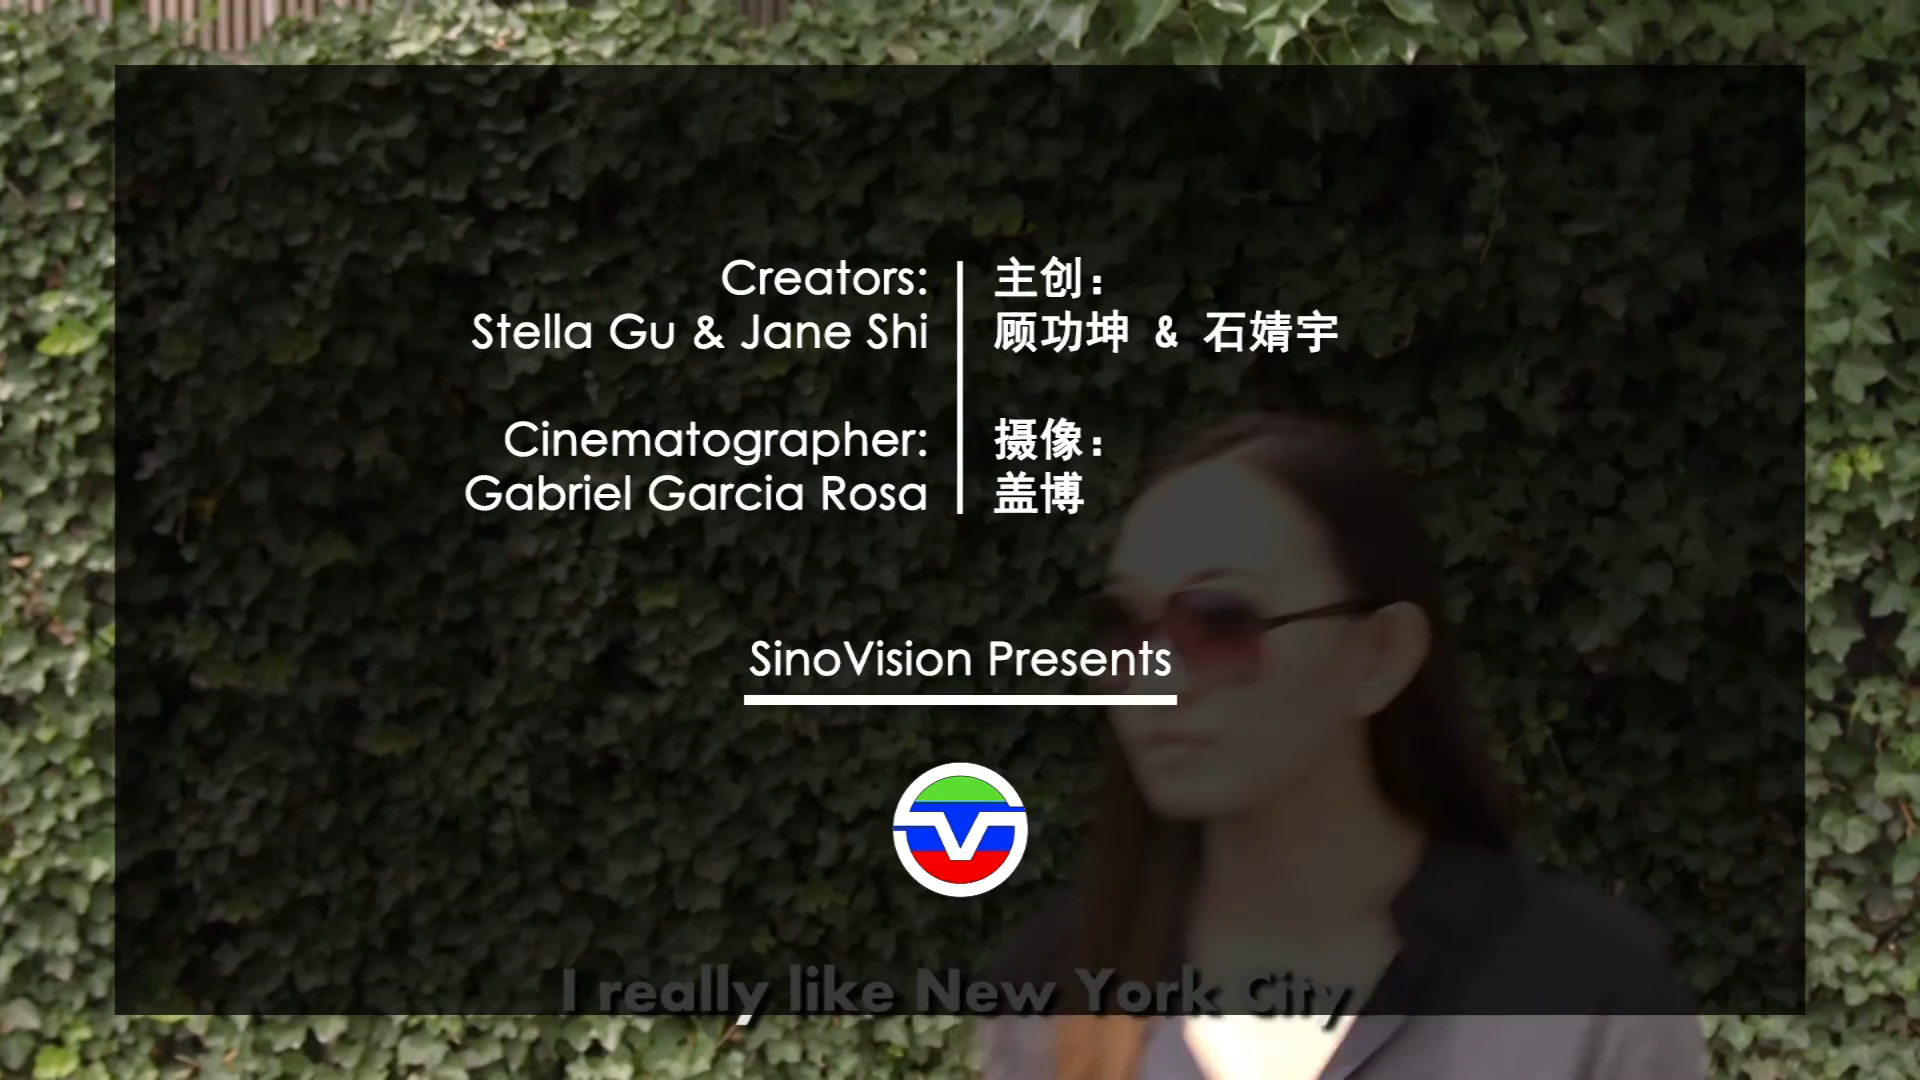 Creators:
Stella Gu & Jane Shi
主创：
顾功坤 & 石婧宇
Cinematographer:
Gabriel Garcia Rosa
摄像：
盖博
SinoVision Presents
I really like New York City